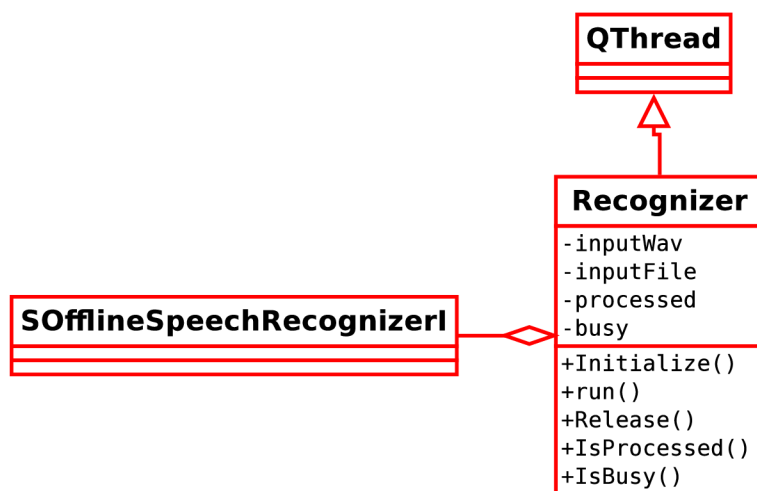 QThread
Recognizer
-inputWav
-inputFile
-processed
-busy
SOfflineSpeechRecognizerI
+Initialize()
+run()
+Release()
+IsProcessed()
+IsBusy()